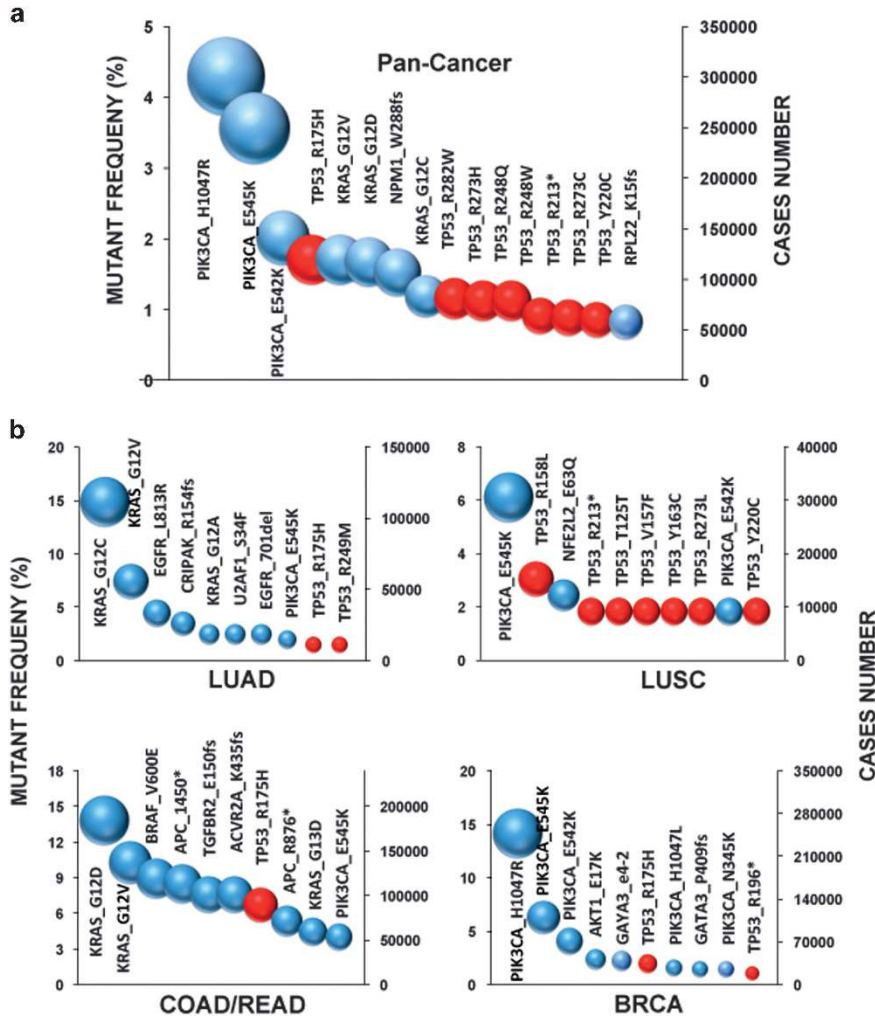 a
Pan-Cancer
MUTANT FREQUENY (%)
CASES NUMBER
5
4
3
2
1
0
350000
300000
250000
200000
150000
100000
50000
0
PIK3CA_H1047R
PIK3CA_E545K
PIK3CA_E542K
TP53_R175H
KRAS_G12V
KRAS_G12D
NPM1_W288fs
KRAS_G12C
TP53_R282W
TP53_R273H
TP53_R248Q
TP53_R248W
TP53_R213*
TP53_R273C
TP53_Y220C
RPL22_K15fs
b
MUTANT FREQUENY (%)
CASES NUMBER
20
15
10
5
0
150000
100000
50000
0
KRAS_G12C
KRAS_G12V
EGFR_L813R
CRIPAK_R154fs
KRAS_G12A
U2AF1_S34F
EGFR_701del
PIK3CA_E545K
TP53_R175H
TP53_R249M
LUAD
8
6
4
2
0
40000
30000
20000
10000
0
PIK3CA_E545K
TP53_R158L
NFE2L2_E63Q
TP53_R213*
TP53_T125T
TP53_V157F
TP53_Y163C
TP53_R273L
PIK3CA_E542K
TP53_Y220C
LUSC
18
15
12
9
6
3
0
200000
150000
100000
50000
0
KRAS_G12D
KRAS_G12V
BRAF_V600E
APC_1450*
TGFBR2_E150fs
ACVR2A_K435fs
TP53_R175H
APC_R876*
KRAS_G13D
PIK3CA_E545K
COAD/READ
20
15
10
5
0
350000
280000
210000
140000
70000
0
PIK3CA_H1047R
PIK3CA_E545K
PIK3CA_E542K
AKT1_E17K
GAYA3_e4-2
TP53_R175H
PIK3CA_H1047L
GATA3_P409fs
PIK3CA_N345K
TP53_R196*
BRCA